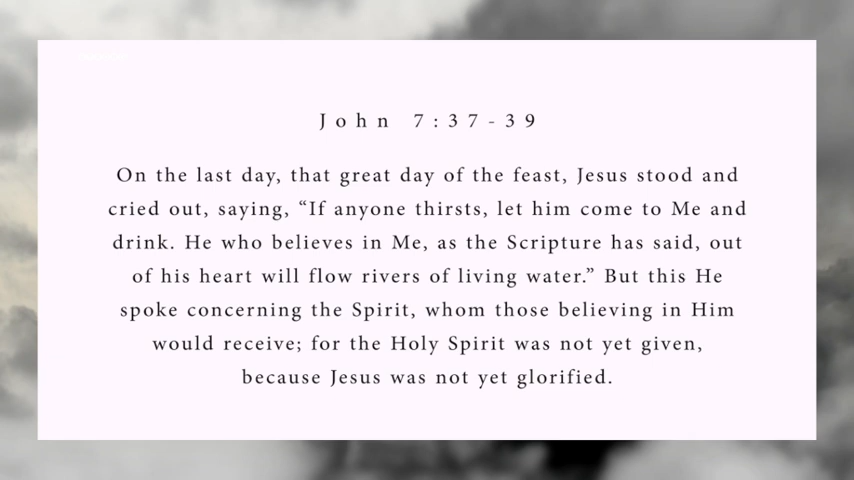 John 7:37-39
On the last day, that great day of the feast, Jesus stood and
cried out, saying, “If anyone thirsts, let him come to Me and
drink. He who believes in Me, as the Scripture has said, out
of his heart will flow rivers of living water.” But this He
spoke concerning the Spirit, whom those believing in Him
would receive; for the Holy Spirit was not yet given,
because Jesus was not yet glorified.